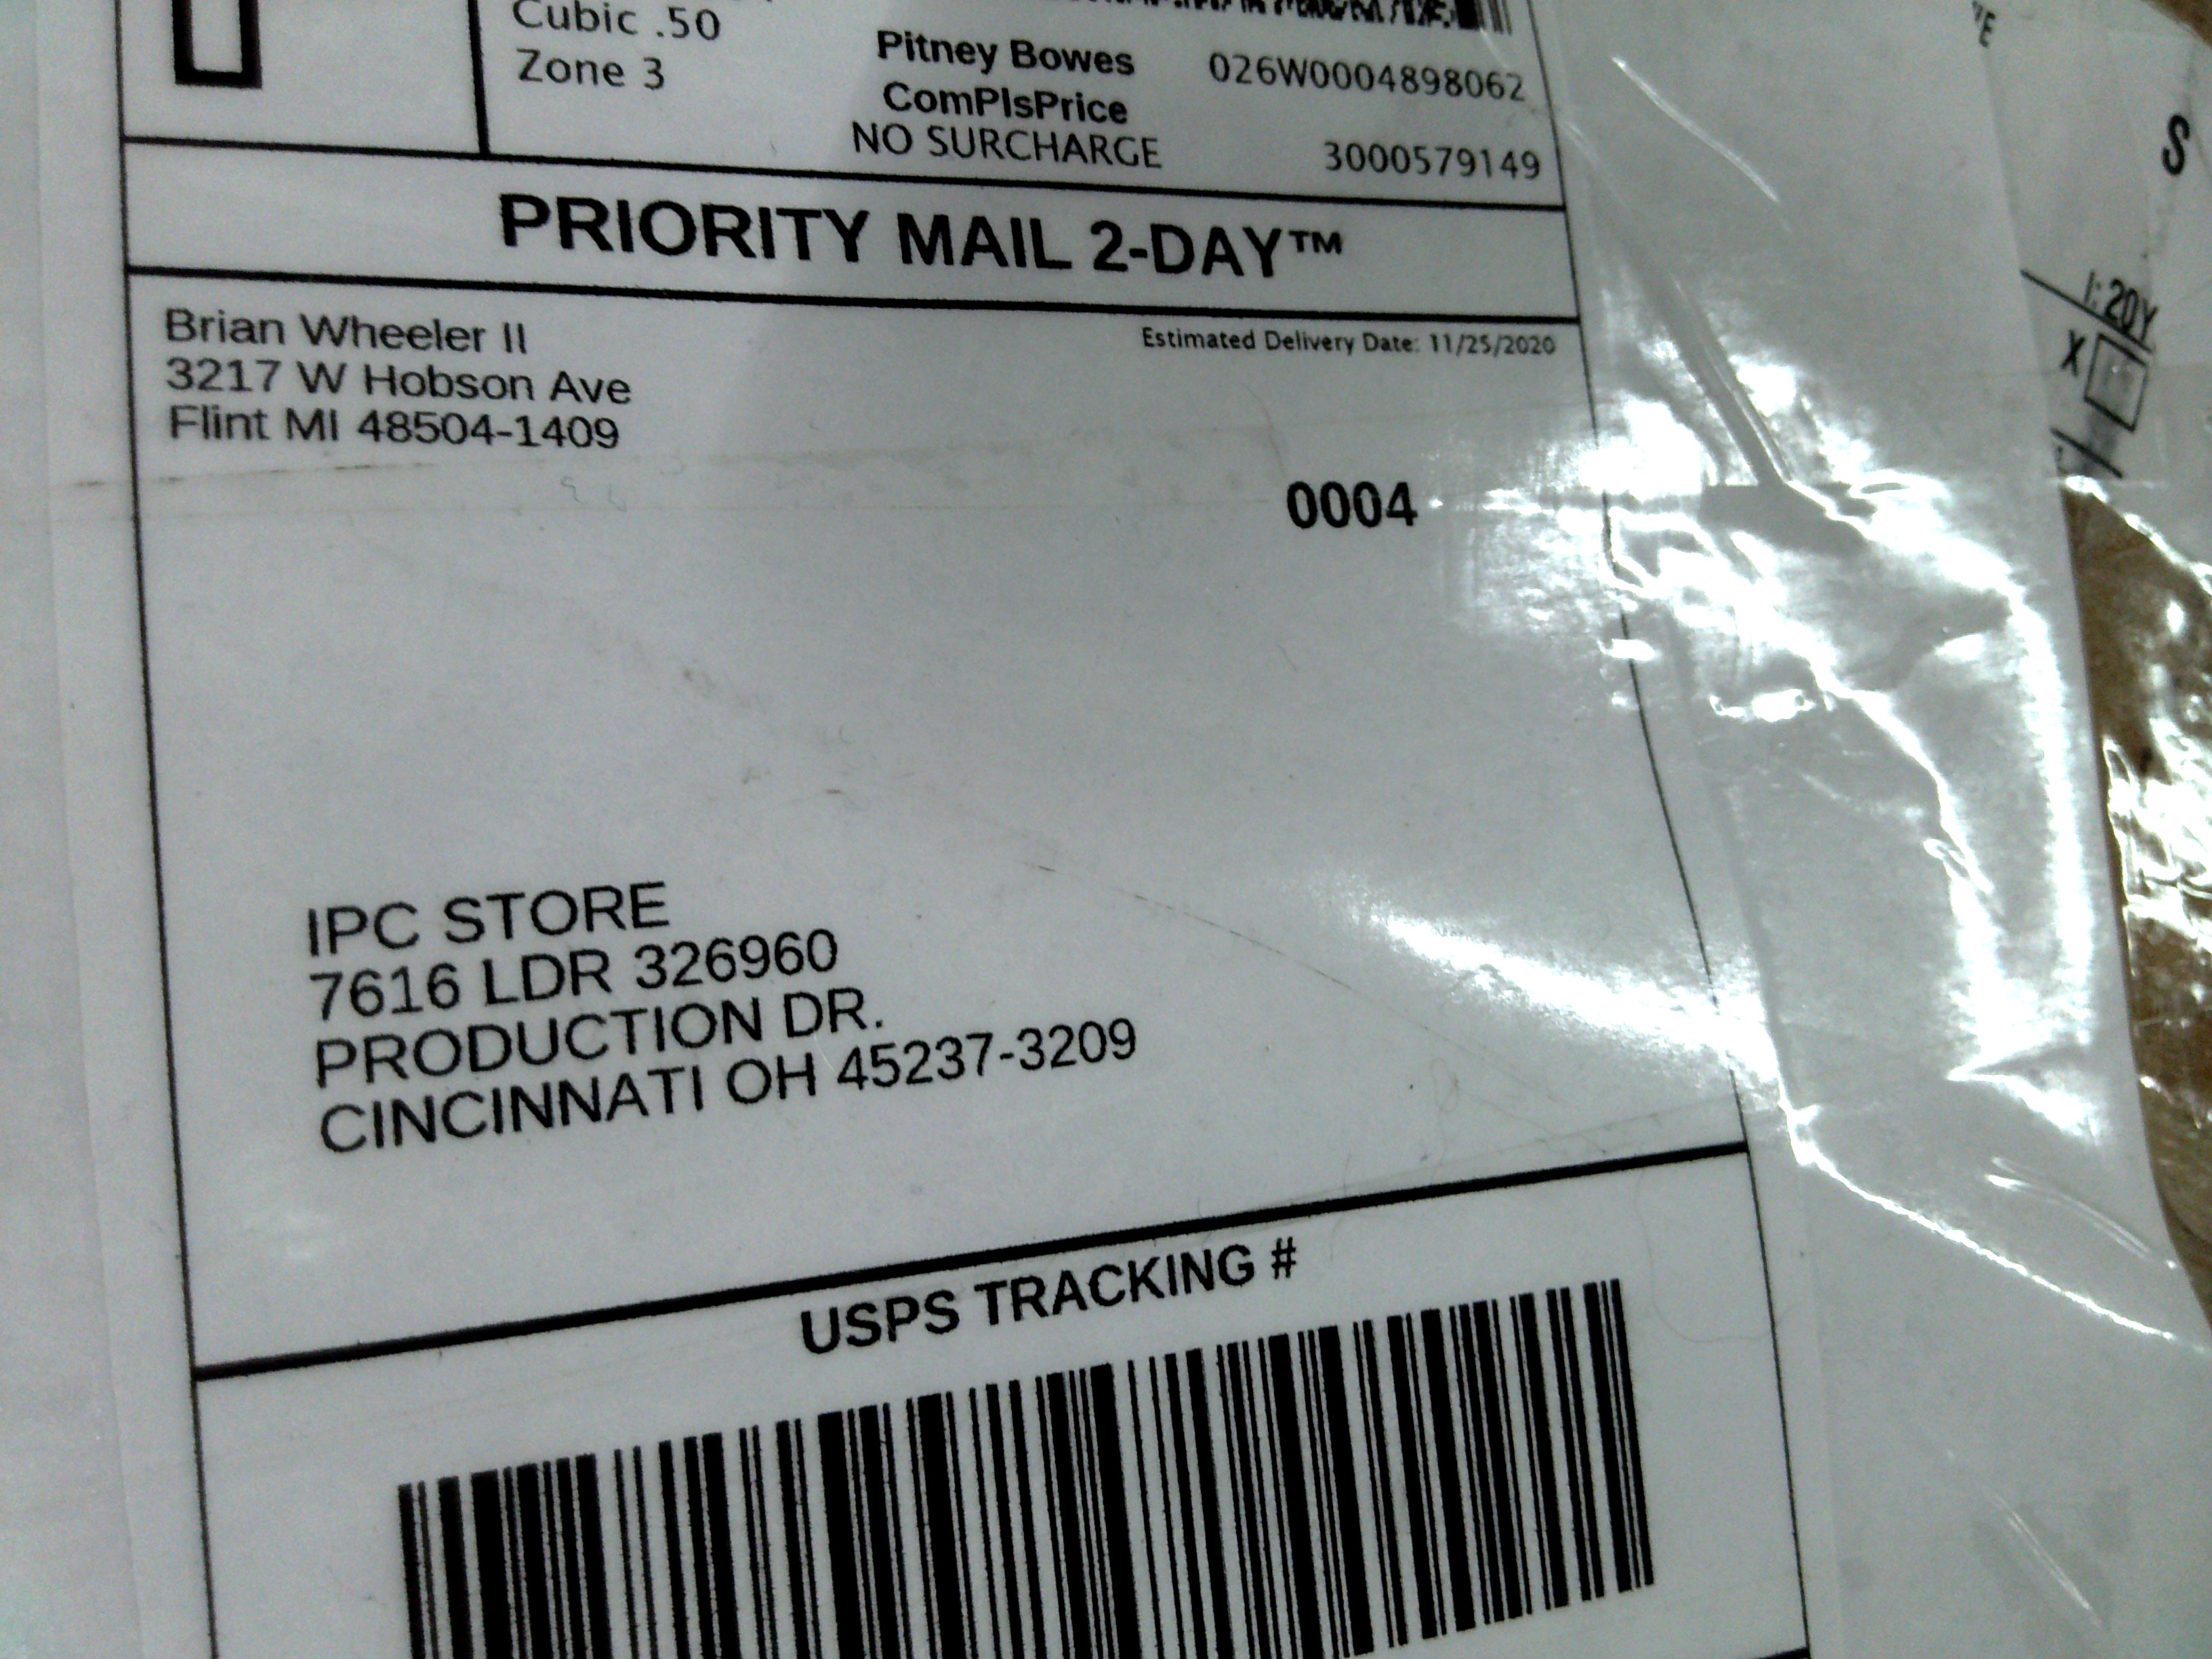 Cubic .50
Zone 3
Pitney Bowes
ComPlsPrice
NO SURCHARGE
026W0004898062
3000579149
PRIORITY MAIL 2-DAY™
Brian Wheeler II
3217 W Hobson Ave
Flint MI 48504-1409
Estimated Delivery Date: 11/25/2020
0004
IPC STORE
7616 LDR 326960
PRODUCTION DR.
CINCINNATI OH 45237-3209
USPS TRACKING #
S
I: 20Y
X